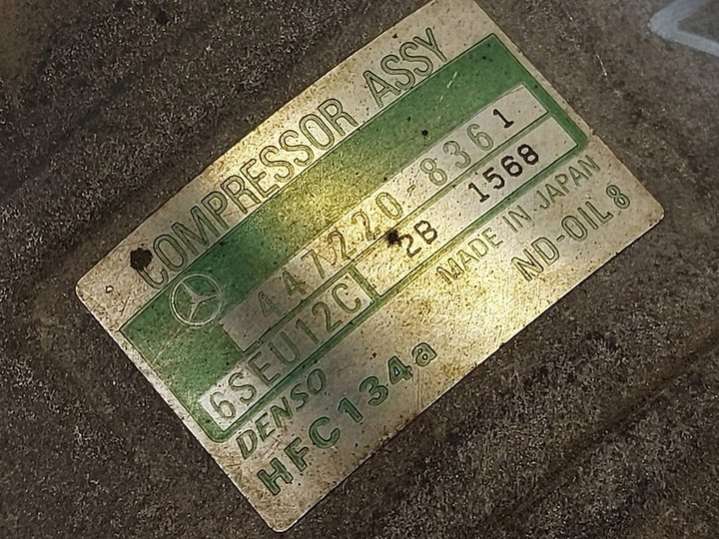 COMPRESSOR ASSY
447220-8361
6SEU12C 2B 1568
DENSO MADE IN JAPAN
HFC134a ND-OIL 8